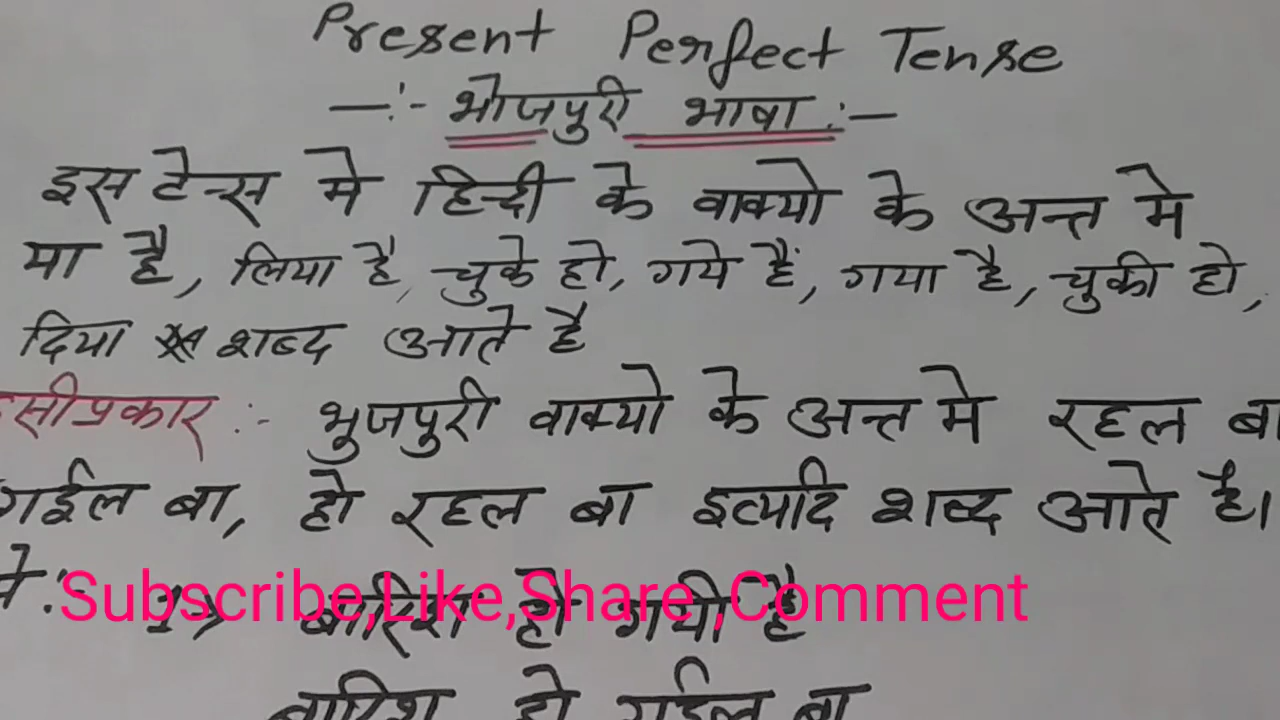 Present Perfect Tense
—:- भोजपुरी भाषा :—
इस टेन्स मे हिन्दी के वाक्यो के अन्त मे
या है, लिया है, चुके हो, गये हैं, गया है, चुकी हो,
दिया शब्द आते है
सीप्रकार :- भुजपुरी वाक्यो के अन्त मे रहल बा
गईल बा, हो रहल बा इत्यादि शब्द आते है।
Subscribe,Like,Share ,Comment
1→ बारिश हो गयी है
बारिश हो गईल बा